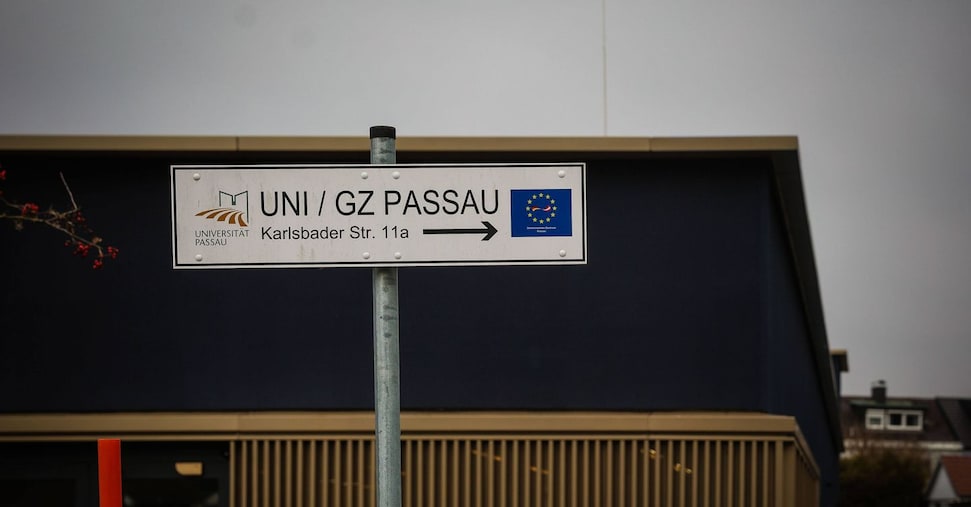 UNI / GZ PASSAU
Karlsbader Str. 11a
UNIVERSITÄT
PASSAU